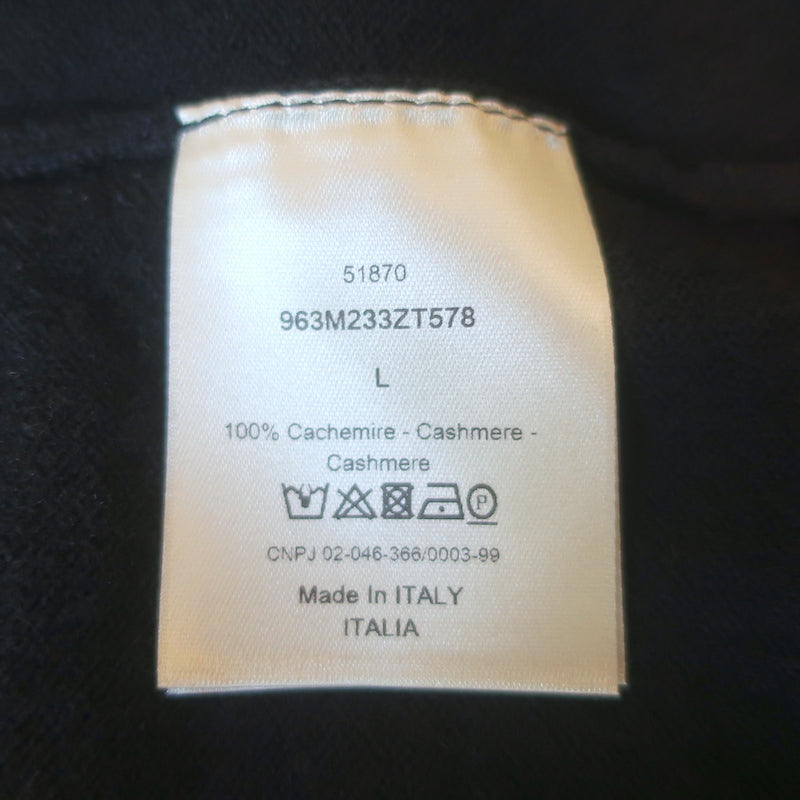 51870
963M233ZT578
L
100% Cachemire - Cashmere -
Cashmere
P
CNPJ 02-046-366/0003-99
Made In ITALY
ITALIA